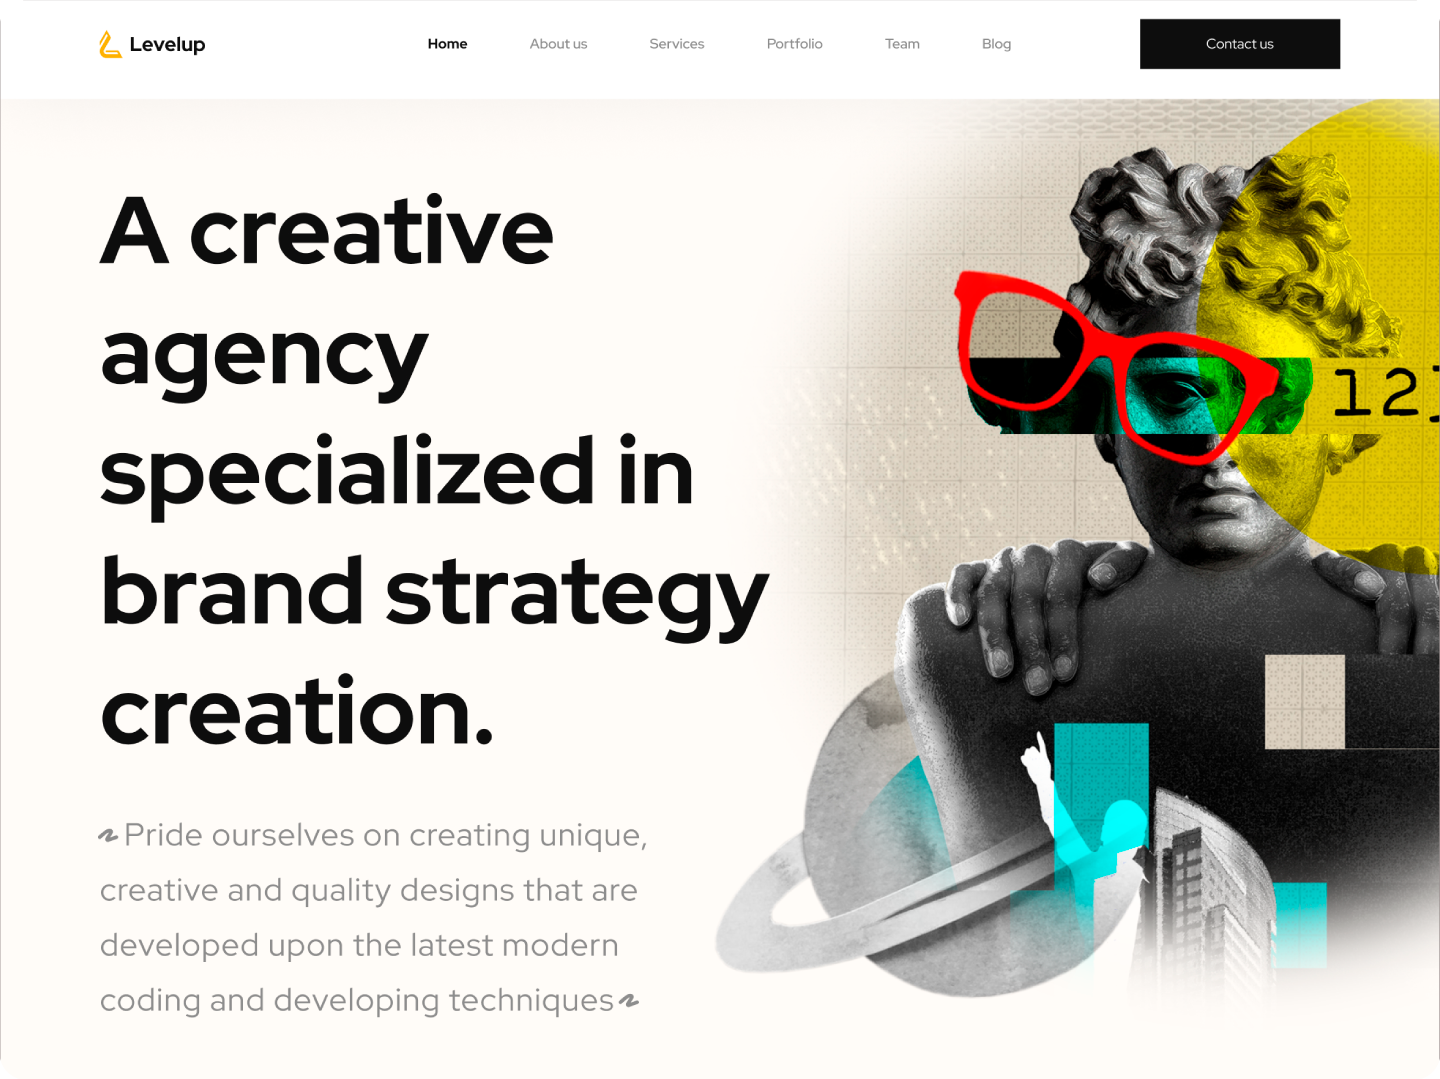 Levelup
Home
About us
Services
Portfolio
Team
Blog
Contact us
A creative
agency
specialized in
brand strategy
creation.
12
Pride ourselves on creating unique,
creative and quality designs that are
developed upon the latest modern
coding and developing techniques